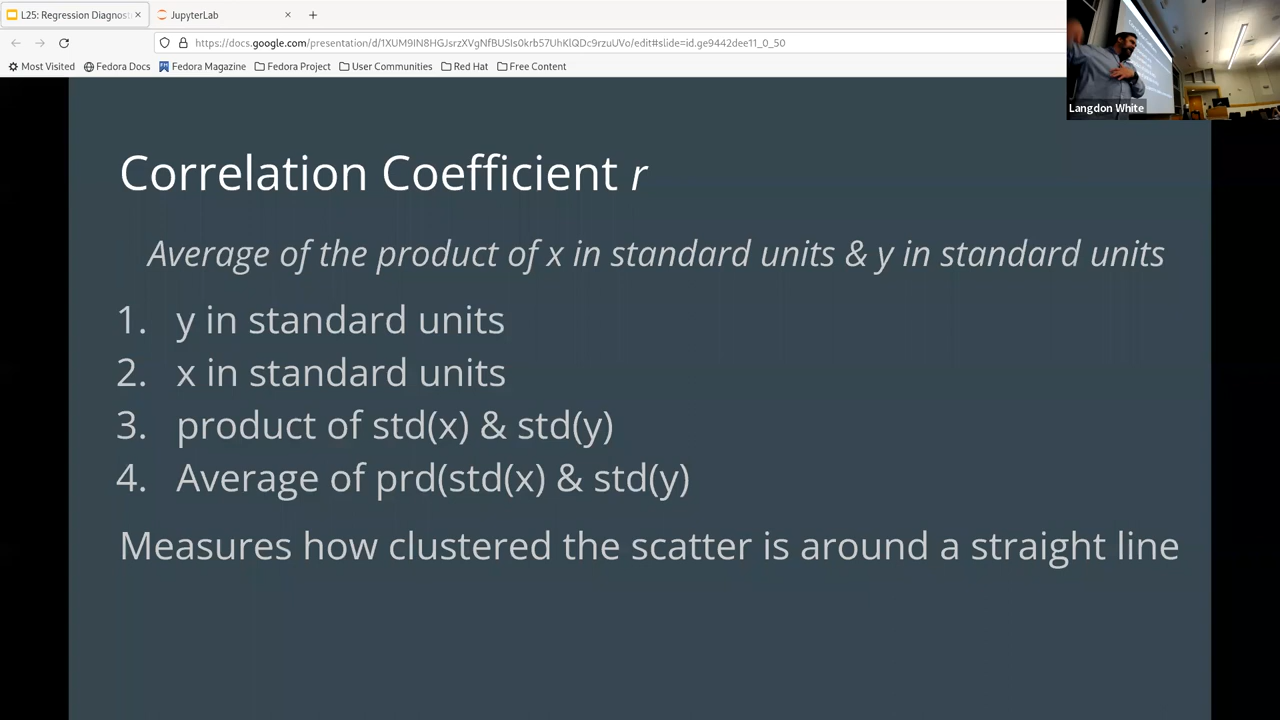 L25: Regression Diagnost
JupyterLab
https://docs.google.com/presentation/d/1XUM9IN8HGJsrzXVgNfBUSIs0krb57UhKlQDc9rzuUVo/edit#slide=id.ge9442dee11_0_50
Most Visited Fedora Docs Fedora Magazine Fedora Project User Communities Red Hat Free Content
Langdon White
Correlation Coefficient r
Average of the product of x in standard units & y in standard units
1. y in standard units
2. x in standard units
3. product of std(x) & std(y)
4. Average of prd(std(x) & std(y)
Measures how clustered the scatter is around a straight line